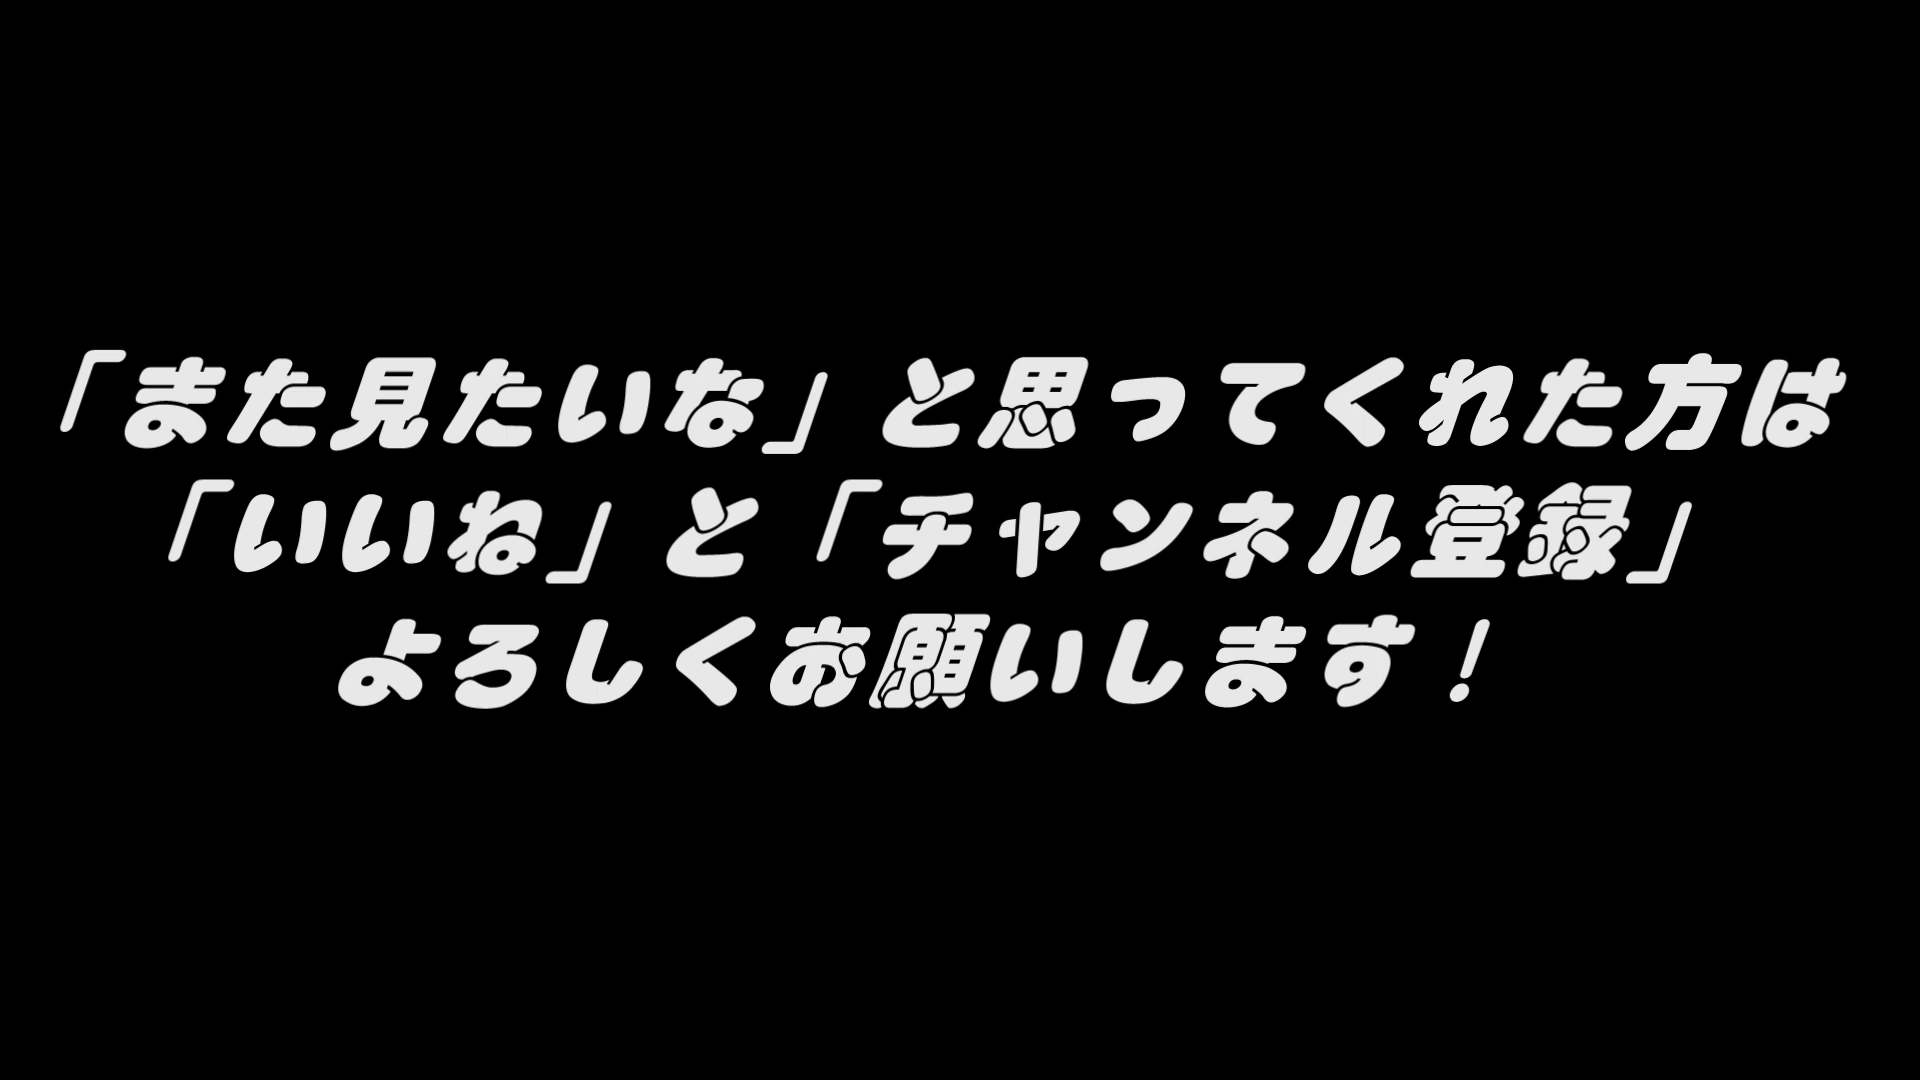 「また見たいな」と思ってくれた方は
「いいね」と「チャンネル登録」
よろしくお願いします！